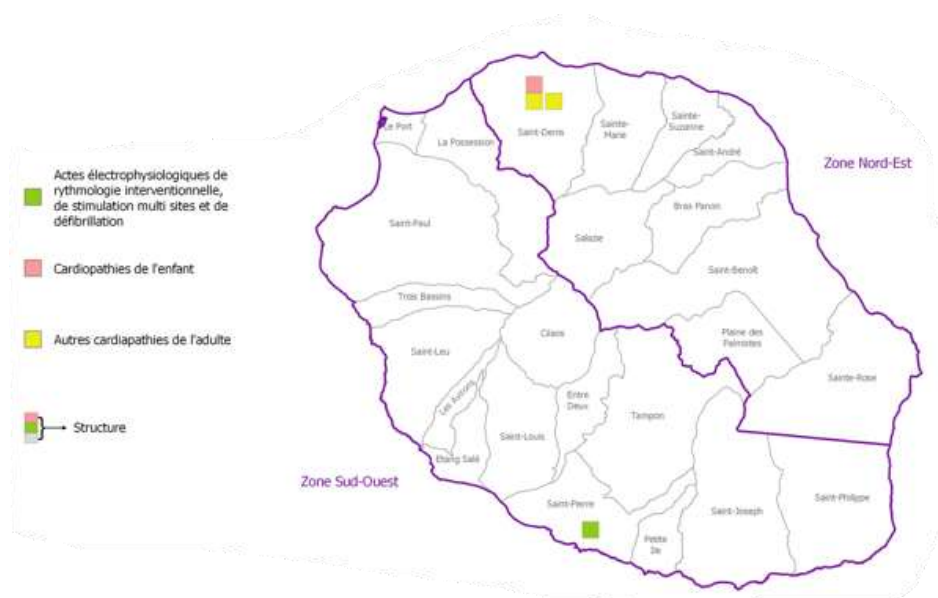 Actes électrophysiologiques de
rythmologie interventionnelle,
de stimulation multi sites et de
défibrillation
Cardiopathies de l'enfant
Autres cardiapathies de l'adulte
Structure
Zone Nord-Est
Zone Sud-Ouest
Le Port
La Possession
Saint-Denis
Sainte-
Marie
Sainte-
Suzanne
Saint-André
Bras Panon
Saint-Paul
Salazie
Saint-Benoît
Trois Bassins
Cilaos
Plaine des
Palmistes
Saint-Leu
Sainte-Rose
Les Avirons
Entre
Deux
Tampon
Saint-Louis
Etang Salé
Saint-Pierre
Petite
Ile
Saint-Joseph
Saint-Philippe